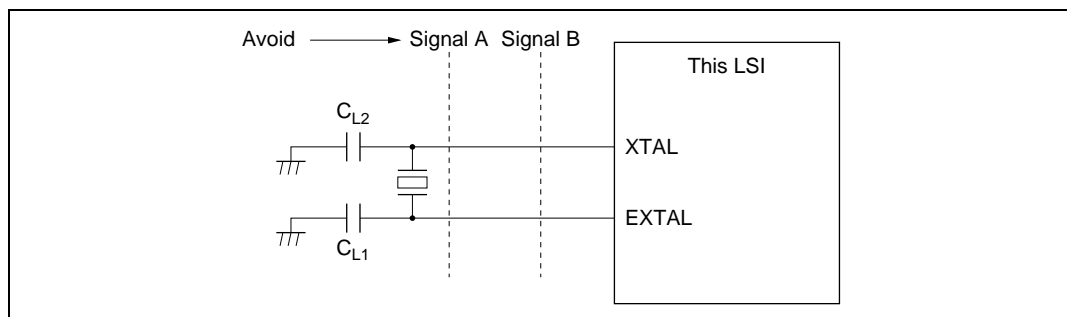 Avoid Signal A Signal B
This LSI
CL2
XTAL
EXTAL
CL1